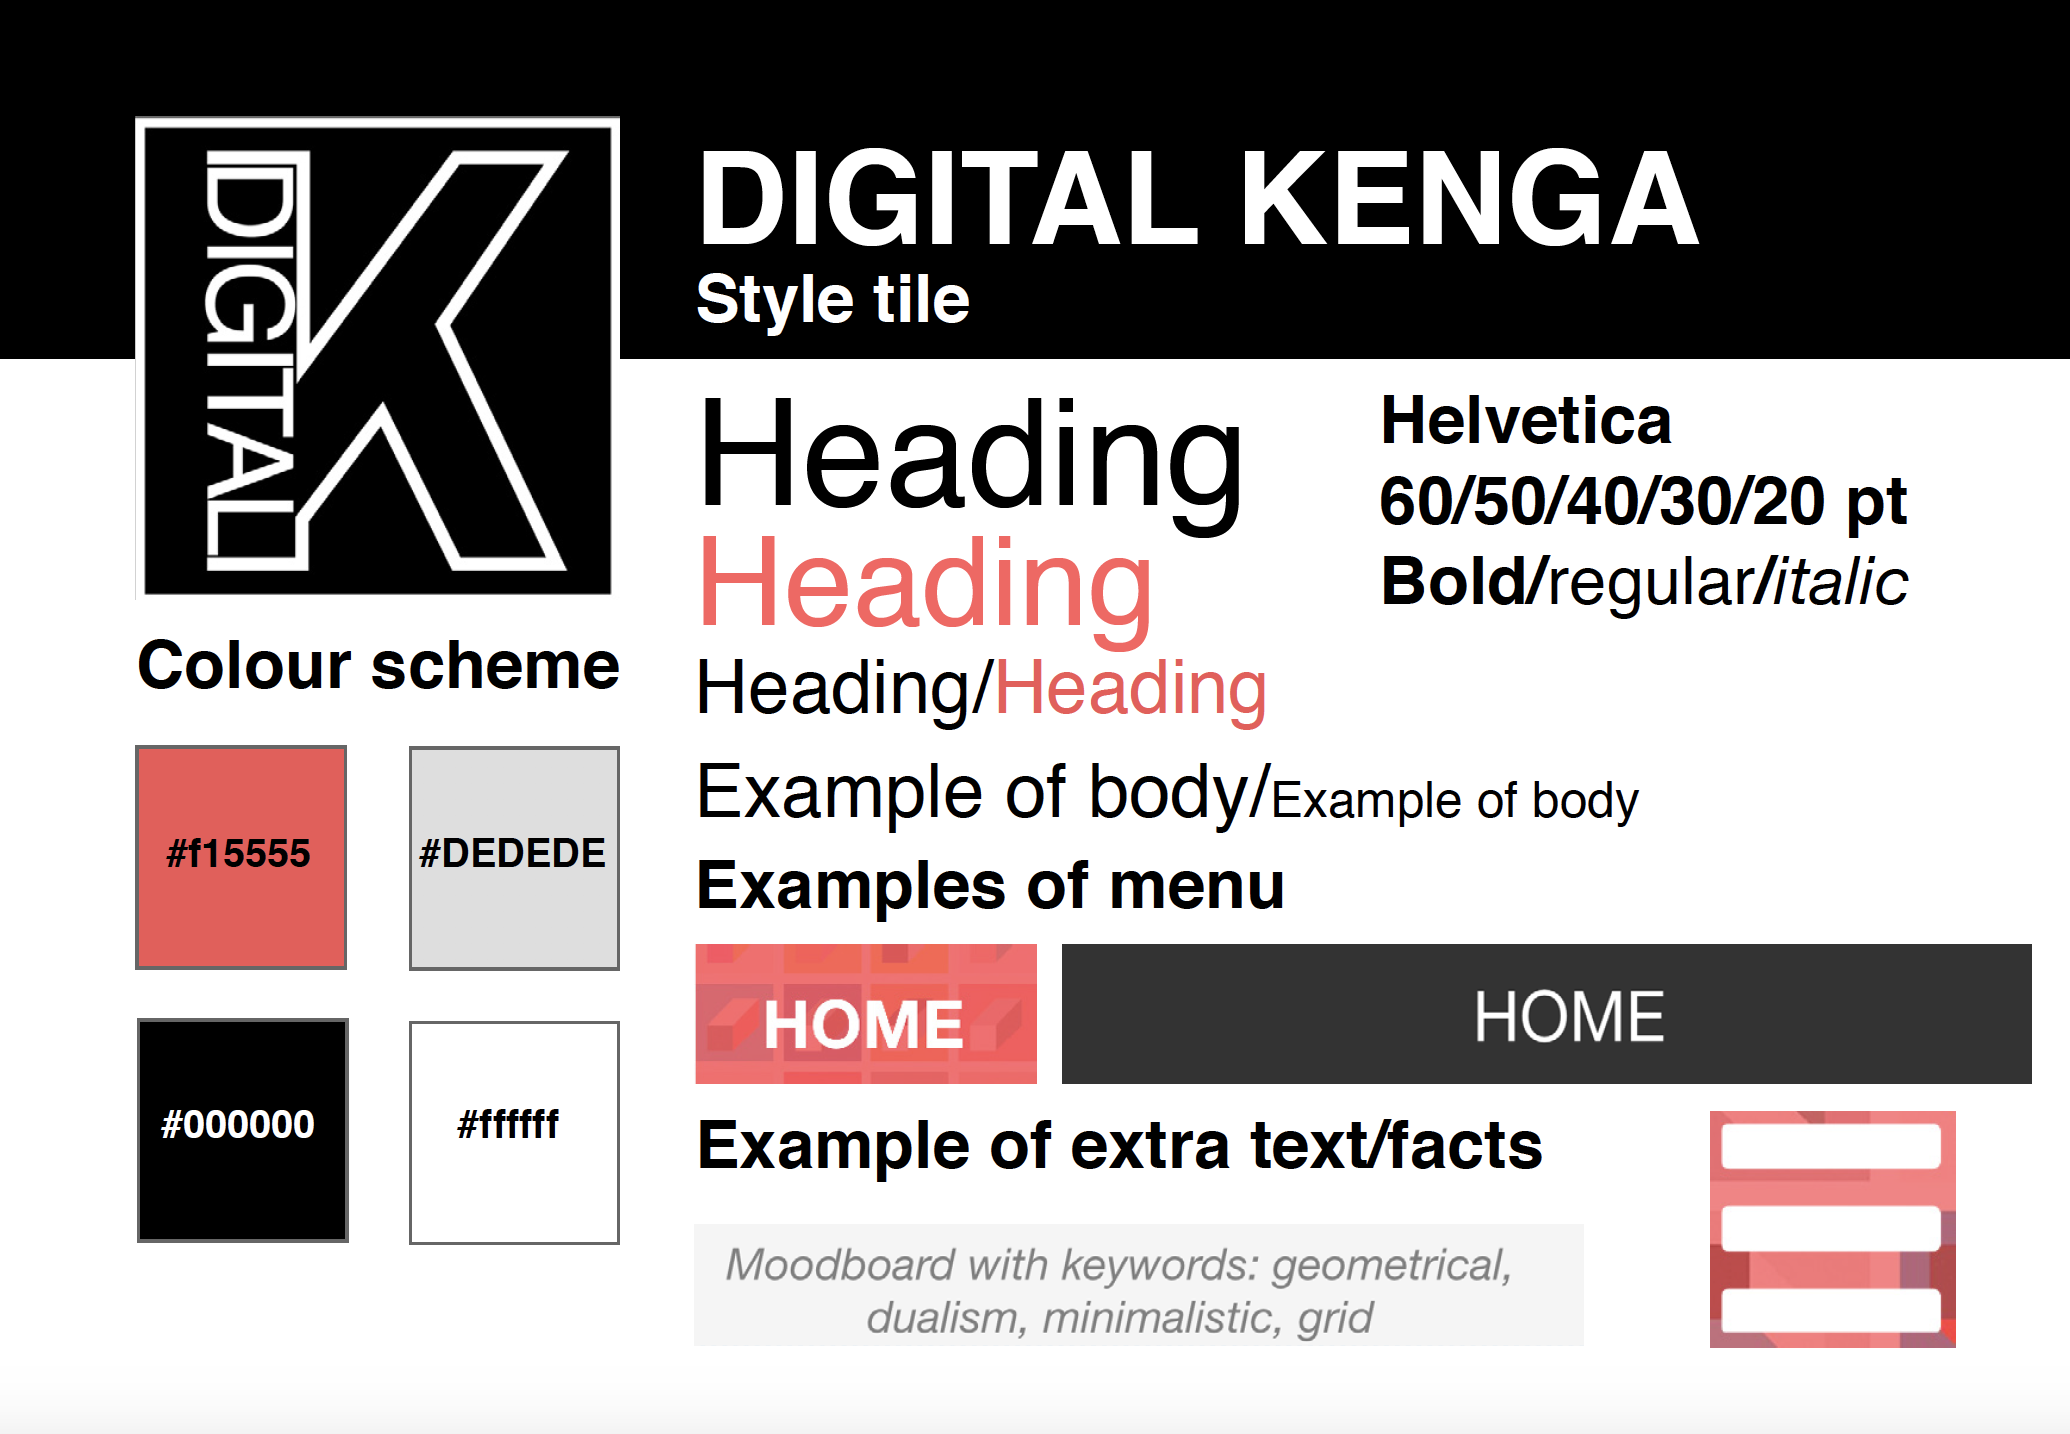 DIGITAL
K
DIGITAL KENGA
Style tile
Heading
Heading
Heading/Heading
Helvetica
60/50/40/30/20 pt
Bold/regular/italic
Colour scheme
#f15555
#DEDEDE
#000000
#ffffff
Example of body/Example of body
Examples of menu
HOME
HOME
Example of extra text/facts
Moodboard with keywords: geometrical,
dualism, minimalistic, grid